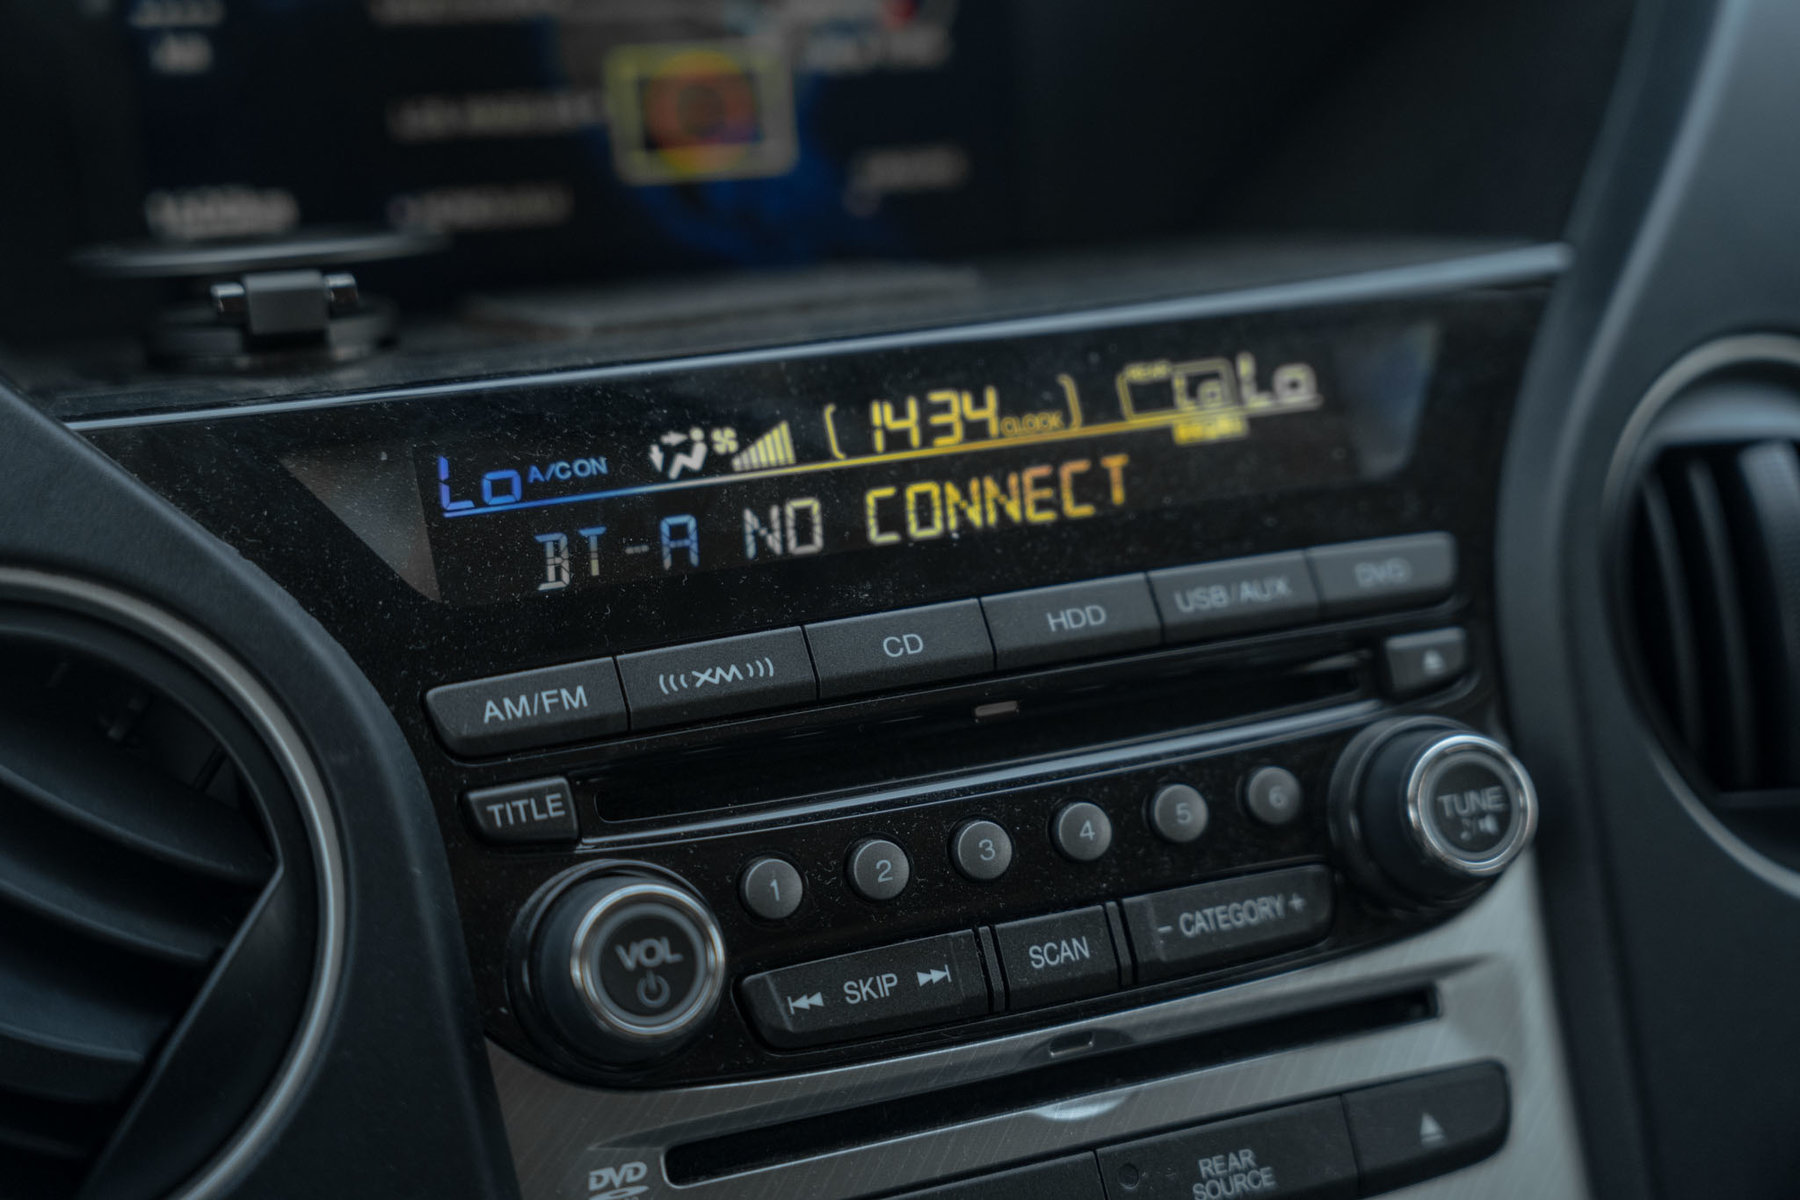 Lo A/CON 1434 CLOCK REAR Lo Lo
BT-A NO CONNECT
AM/FM XM CD HDD USB/AUX DVD
TITLE
1 2 3 4 5 6
TUNE
VOL
SKIP SCAN - CATEGORY +
DVD
REAR
SOURCE